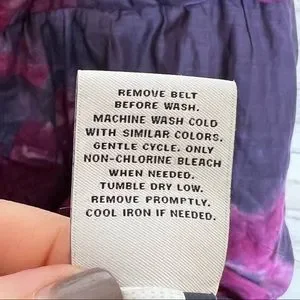 REMOVE BELT
BEFORE WASH.
MACHINE WASH COLD
WITH SIMILAR COLORS.
GENTLE CYCLE. ONLY
NON-CHLORINE BLEACH
WHEN NEEDED.
TUMBLE DRY LOW.
REMOVE PROMPTLY.
COOL IRON IF NEEDED.